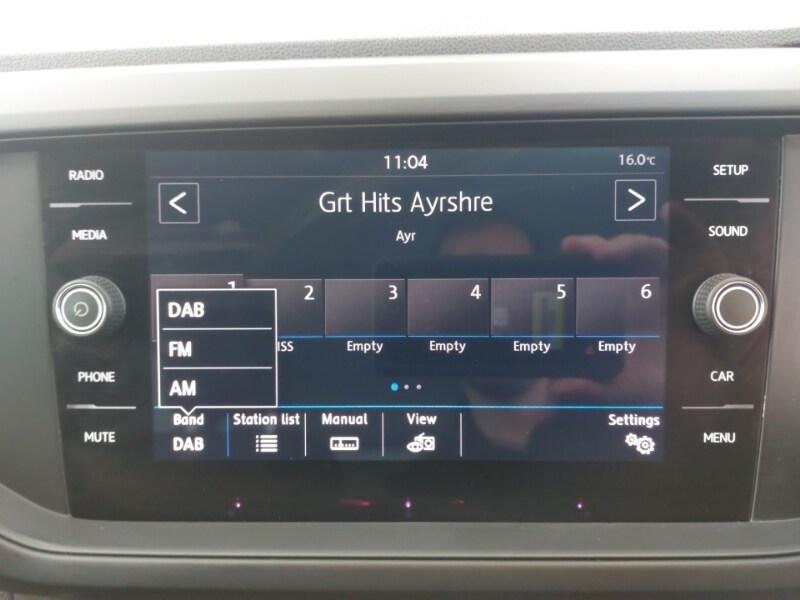 RADIO
MEDIA
PHONE
MUTE
11:04
16.0°C
< Grt Hits Ayrshre >
Ayr
1 2 3 4 5 6
ISS Empty Empty Empty Empty
DAB
FM
AM
Band Station list Manual View Settings
DAB
SETUP
SOUND
CAR
MENU